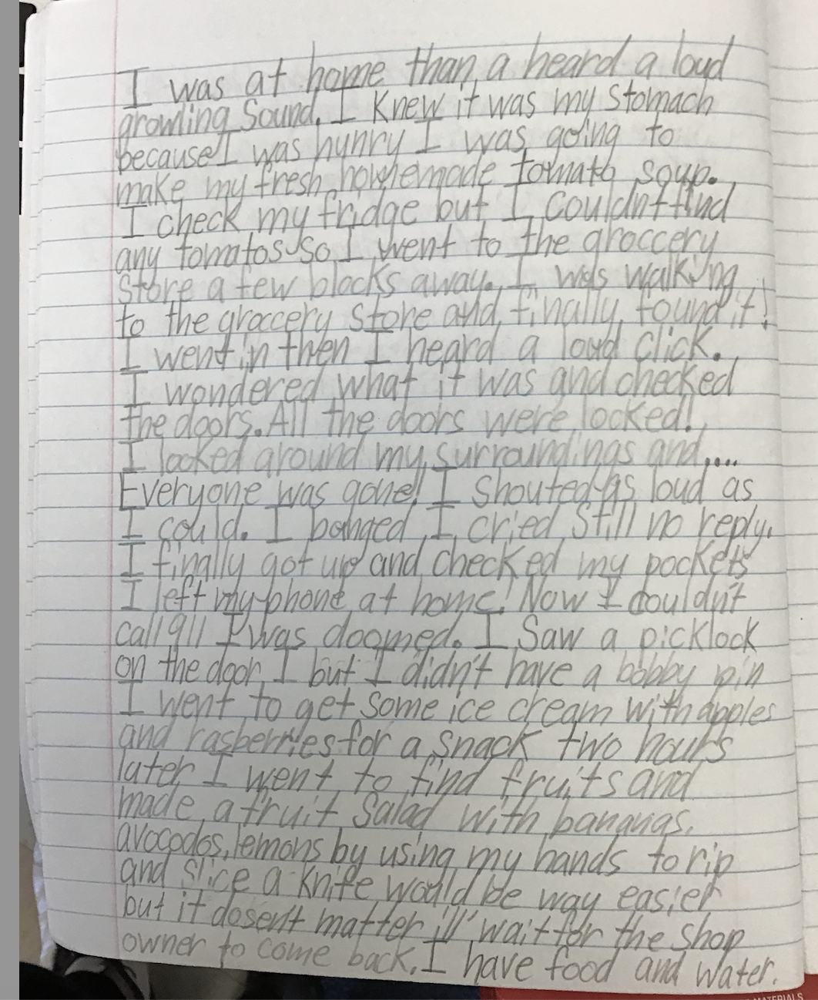 I was at home than a heard a loud
growling Sound. I Knew it was my Stomach
because I was hunry I was going to
make my fresh homemade tomato soup.
I check my fridge but I couldn't find
any tomatos so I went to the groccery
Store a few blocks away. I was walking
to the groccery Store and finally found it!
I went in then I heard a loud click.
I wondered what it was and checked
the doors. All the doors were locked!
I looked around my surroundings and....
Everyone was gone! I Shouted as loud as
I could. I banged I cried Still no reply.
I finally got up and checked my pockets
I left my phone at home! Now I couldn't
call 911 I was doomed. I Saw a picklock
on the door I but I didn't have a bobby pin
I went to get Some ice cream with apples
and rasberries for a Snack two hours
later I went to find fruits and
made a fruit Salad with bananas,
avocodos, lemons by using my hands to rip
and slice a knife would be way easier
but it dosen't matter i'll wait for the Shop
owner to come back. I have food and water.
MATERIALS